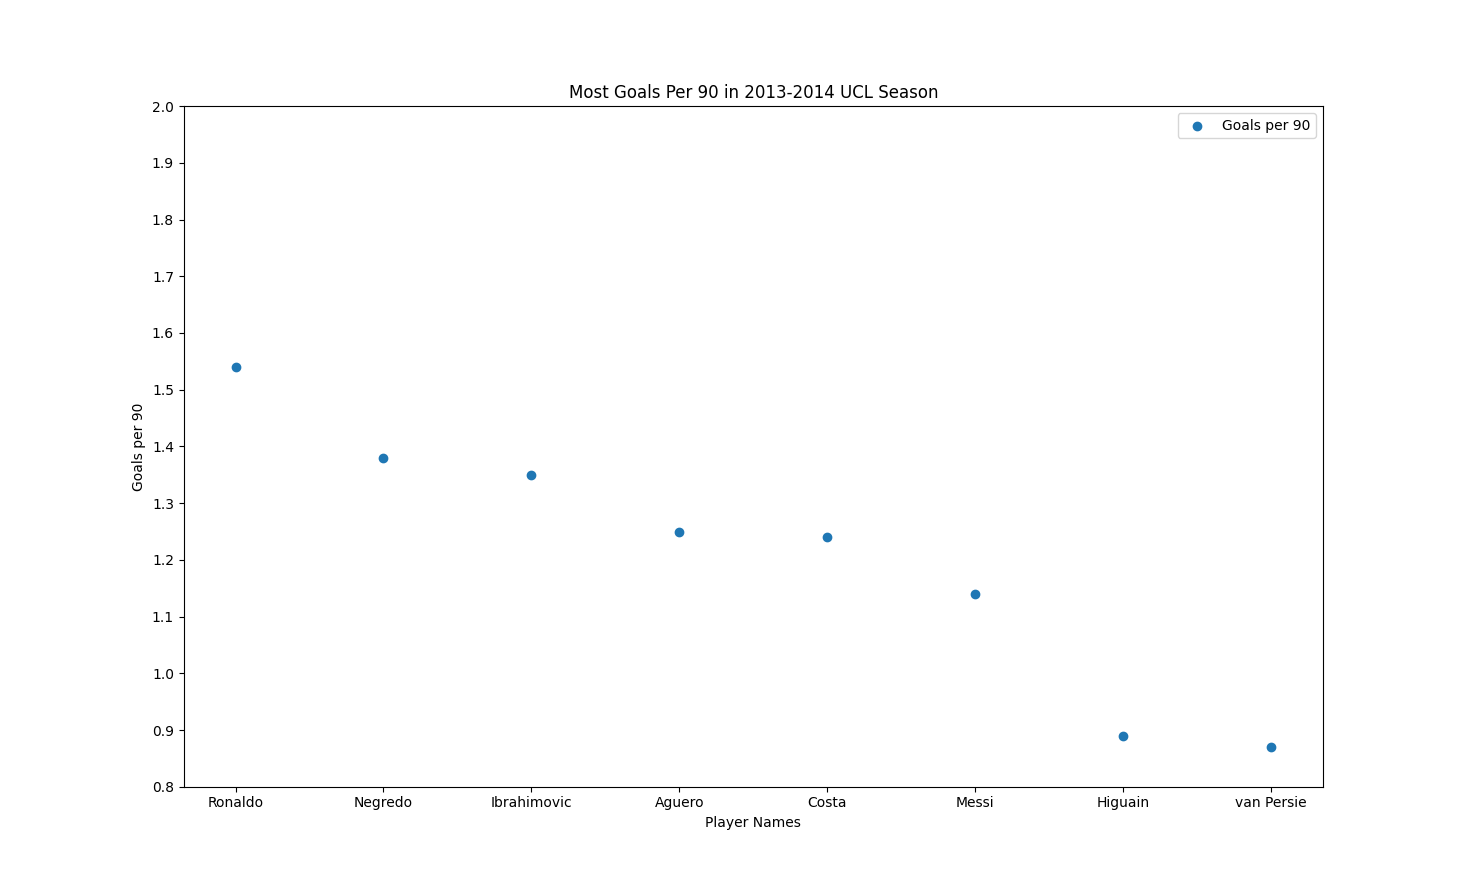 Most Goals Per 90 in 2013-2014 UCL Season
Goals per 90
2.0
1.9
1.8
1.7
1.6
1.5
1.4
1.3
1.2
1.1
1.0
0.9
0.8
Goals per 90
Ronaldo Negredo Ibrahimovic Aguero Costa Messi Higuain van Persie
Player Names